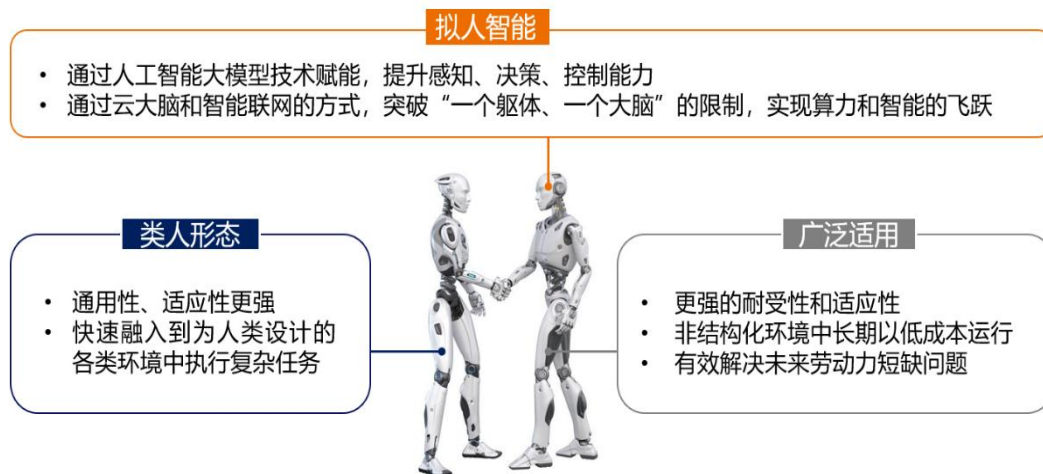 拟人智能
• 通过人工智能大模型技术赋能，提升感知、决策、控制能力
• 通过云大脑和智能联网的方式，突破“一个躯体、一个大脑”的限制，实现算力和智能的飞跃
类人形态
• 通用性、适应性更强
• 快速融入到为人类设计的
各类环境中执行复杂任务
广泛适用
• 更强的耐受性和适应性
• 非结构化环境中长期以低成本运行
• 有效解决未来劳动力短缺问题